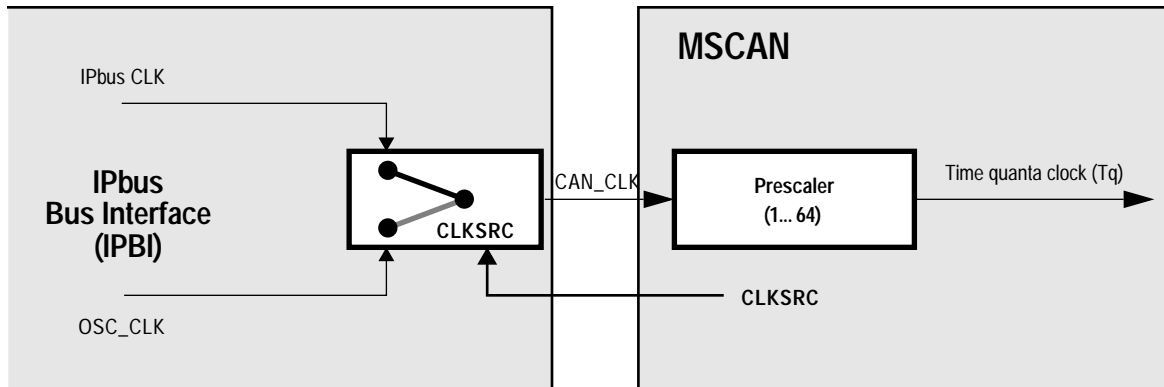 MSCAN
IPbus CLK
IPbus
Bus Interface
(IPBI)
CLKSRC
CAN_CLK
Prescaler
(1... 64)
Time quanta clock (Tq)
CLKSRC
OSC_CLK